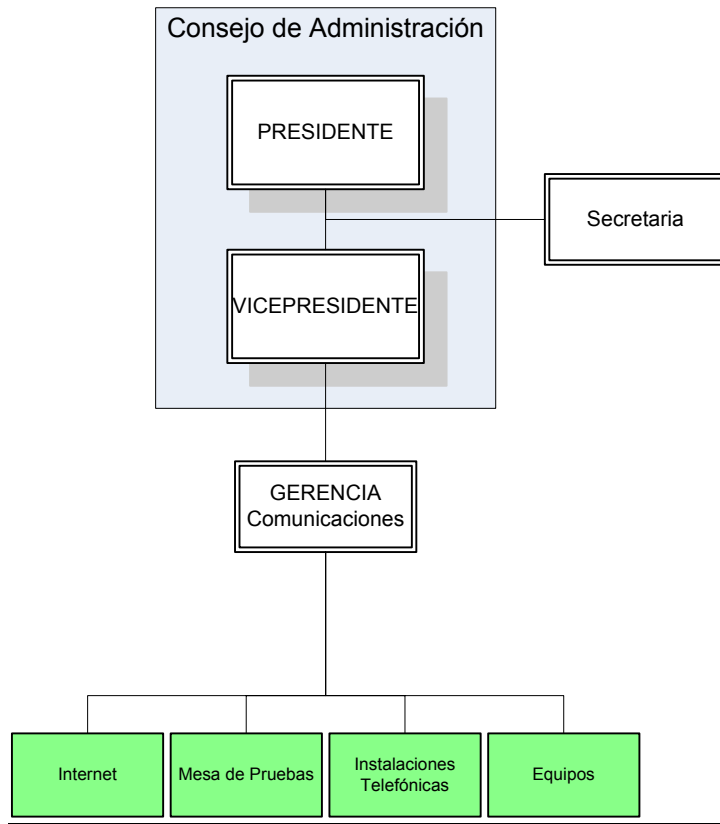 Consejo de Administración
PRESIDENTE
Secretaria
VICEPRESIDENTE
GERENCIA
Comunicaciones
Internet
Mesa de Pruebas
Instalaciones
Telefónicas
Equipos